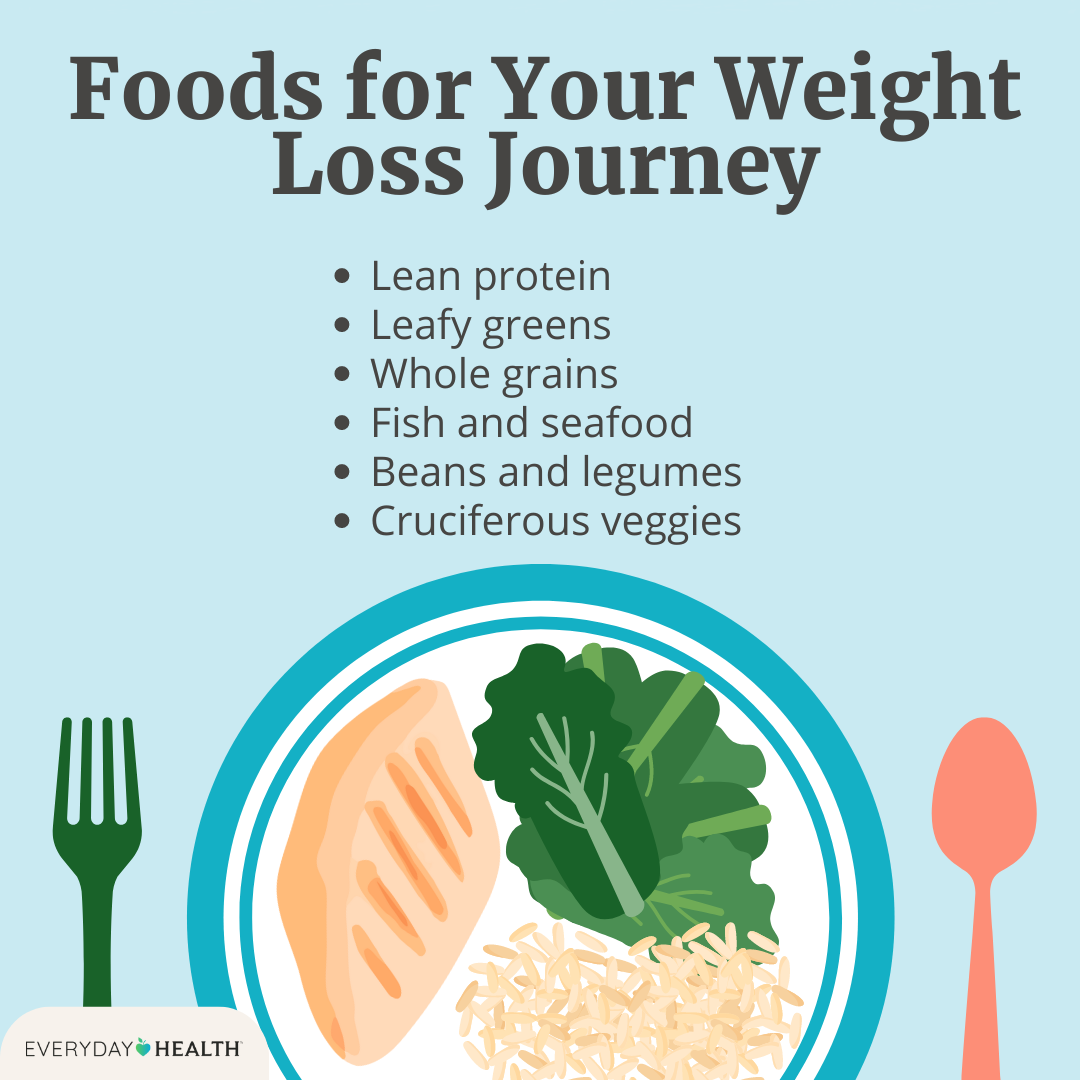 Foods for Your Weight
Loss Journey
• Lean protein
• Leafy greens
• Whole grains
• Fish and seafood
• Beans and legumes
• Cruciferous veggies
EVERYDAY HEALTH